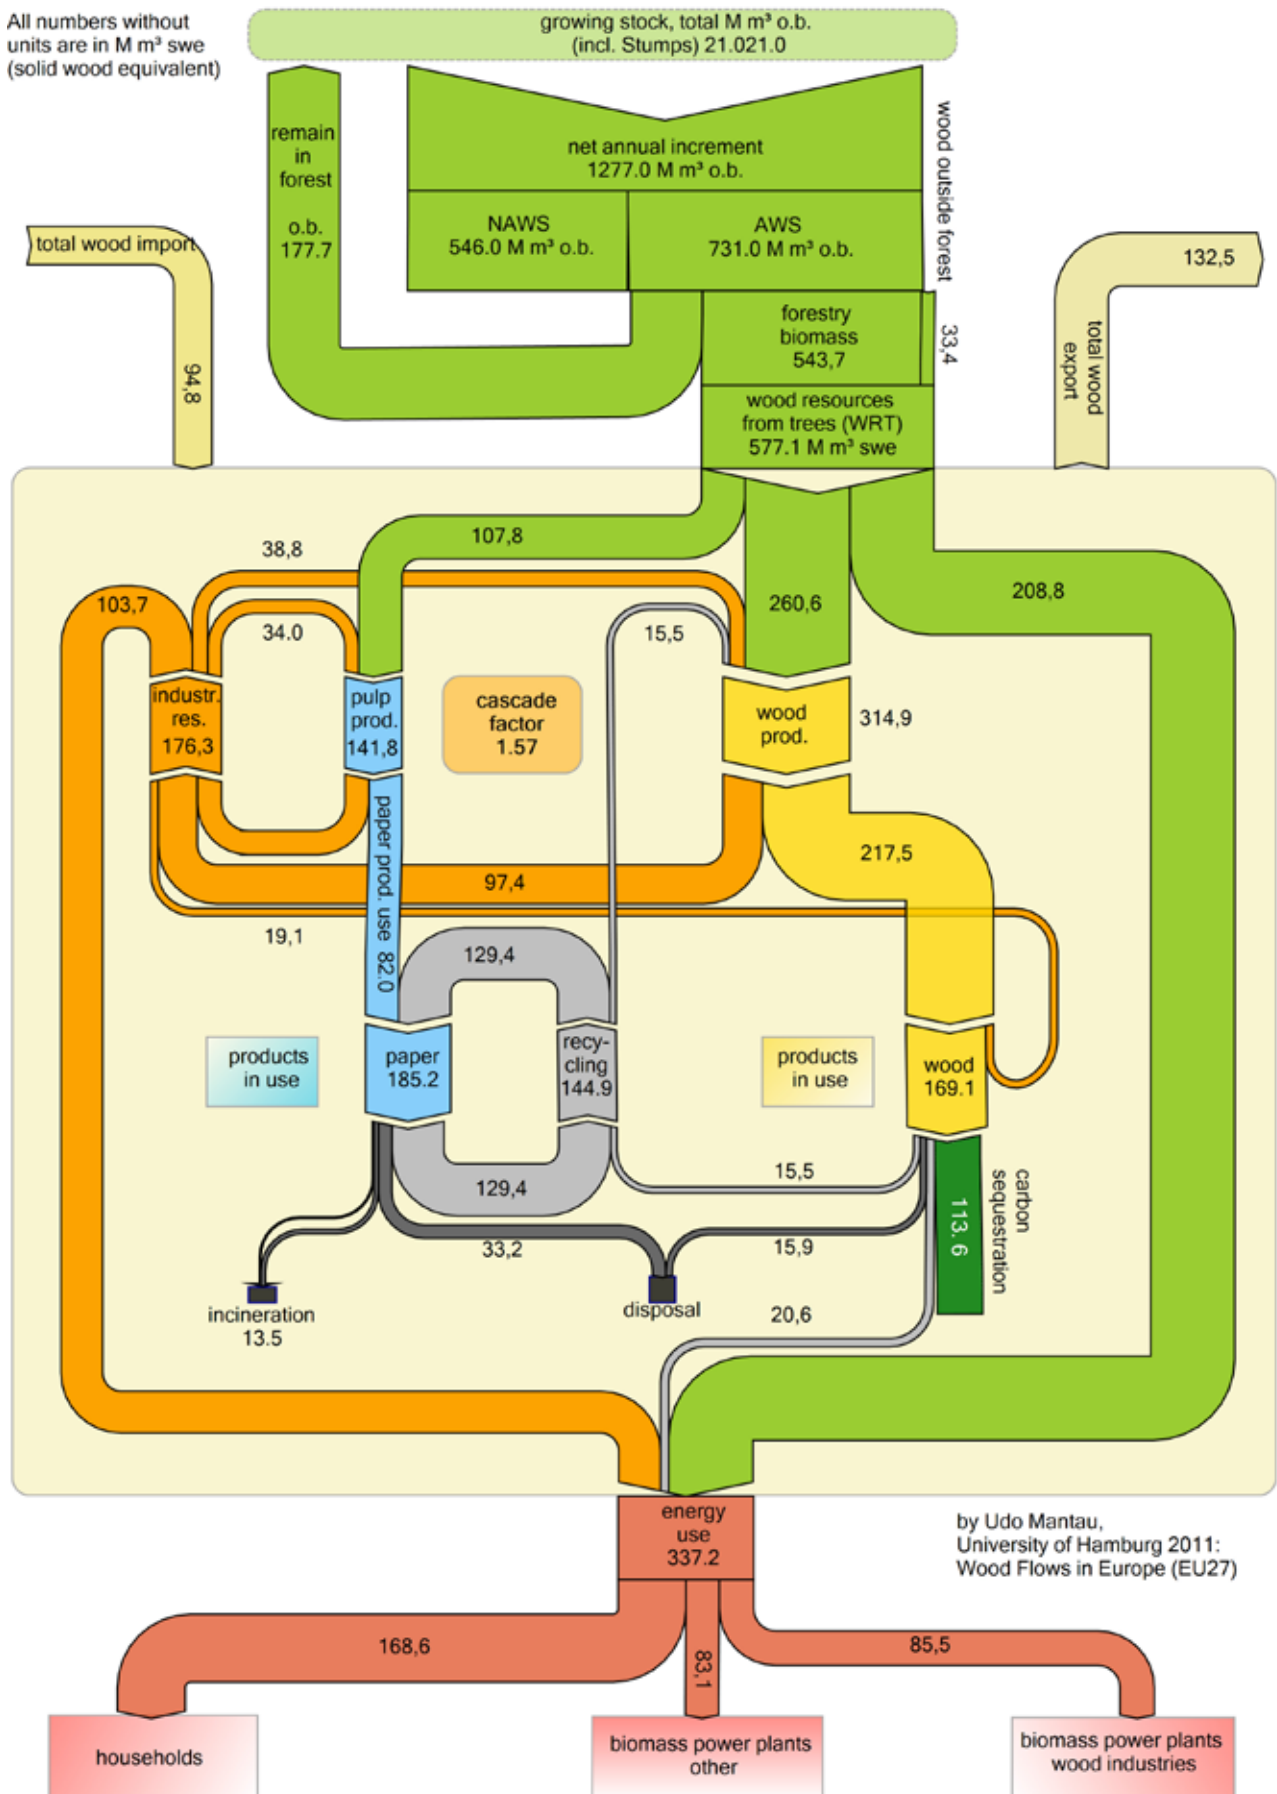 All numbers without
units are in M m³ swe
(solid wood equivalent)
growing stock, total M m³ o.b.
(incl. Stumps) 21.021.0
remain
in
forest
o.b.
177.7
net annual increment
1277.0 M m³ o.b.
NAWS
546.0 M m³ o.b.
AWS
731.0 M m³ o.b.
wood outside forest
33,4
total wood import
94,8
forestry
biomass
543,7
wood resources
from trees (WRT)
577.1 M m³ swe
132,5
total wood
export
107,8
38,8
103,7
34.0
15,5
260,6
208,8
industr.
res.
176,3
pulp
prod.
141,8
cascade
factor
1.57
wood
prod.
314,9
paper prod. use 82.0
217,5
97,4
19,1
129,4
products
in use
paper
185.2
recy-
cling
144.9
products
in use
wood
169.1
129,4
15,5
carbon
sequestration
113. 6
33,2
15,9
incineration
13.5
disposal
20,6
energy
use
337.2
by Udo Mantau,
University of Hamburg 2011:
Wood Flows in Europe (EU27)
168,6
83,1
85,5
households
biomass power plants
other
biomass power plants
wood industries